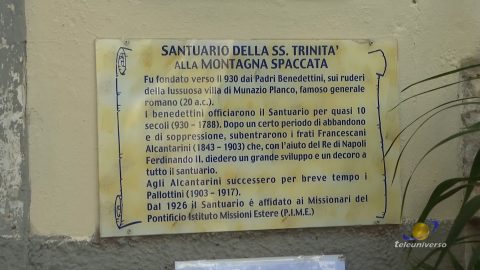 SANTUARIO DELLA SS. TRINITA'
ALLA MONTAGNA SPACCATA
Fu fondato verso il 930 dai Padri Benedettini, sui ruderi
della lussuosa villa di Munazio Planco, famoso generale
romano (20 a.c.).
I benedettini officiarono il Santuario per quasi 10
secoli (930 - 1788). Dopo un certo periodo di abbandono
e di soppressione, subentrarono i frati Francescani
Alcantarini (1843 - 1903) che, con l'aiuto del Re di Napoli
Ferdinando II, diedero un grande sviluppo e un decoro a
tutto il santuario.
Agli Alcantarini successero per breve tempo i
Pallottini (1903 - 1917).
Dal 1926 il Santuario é affidato ai Missionari del
Pontificio Istituto Missioni Estere (P.I.M.E.)
teleuniverso